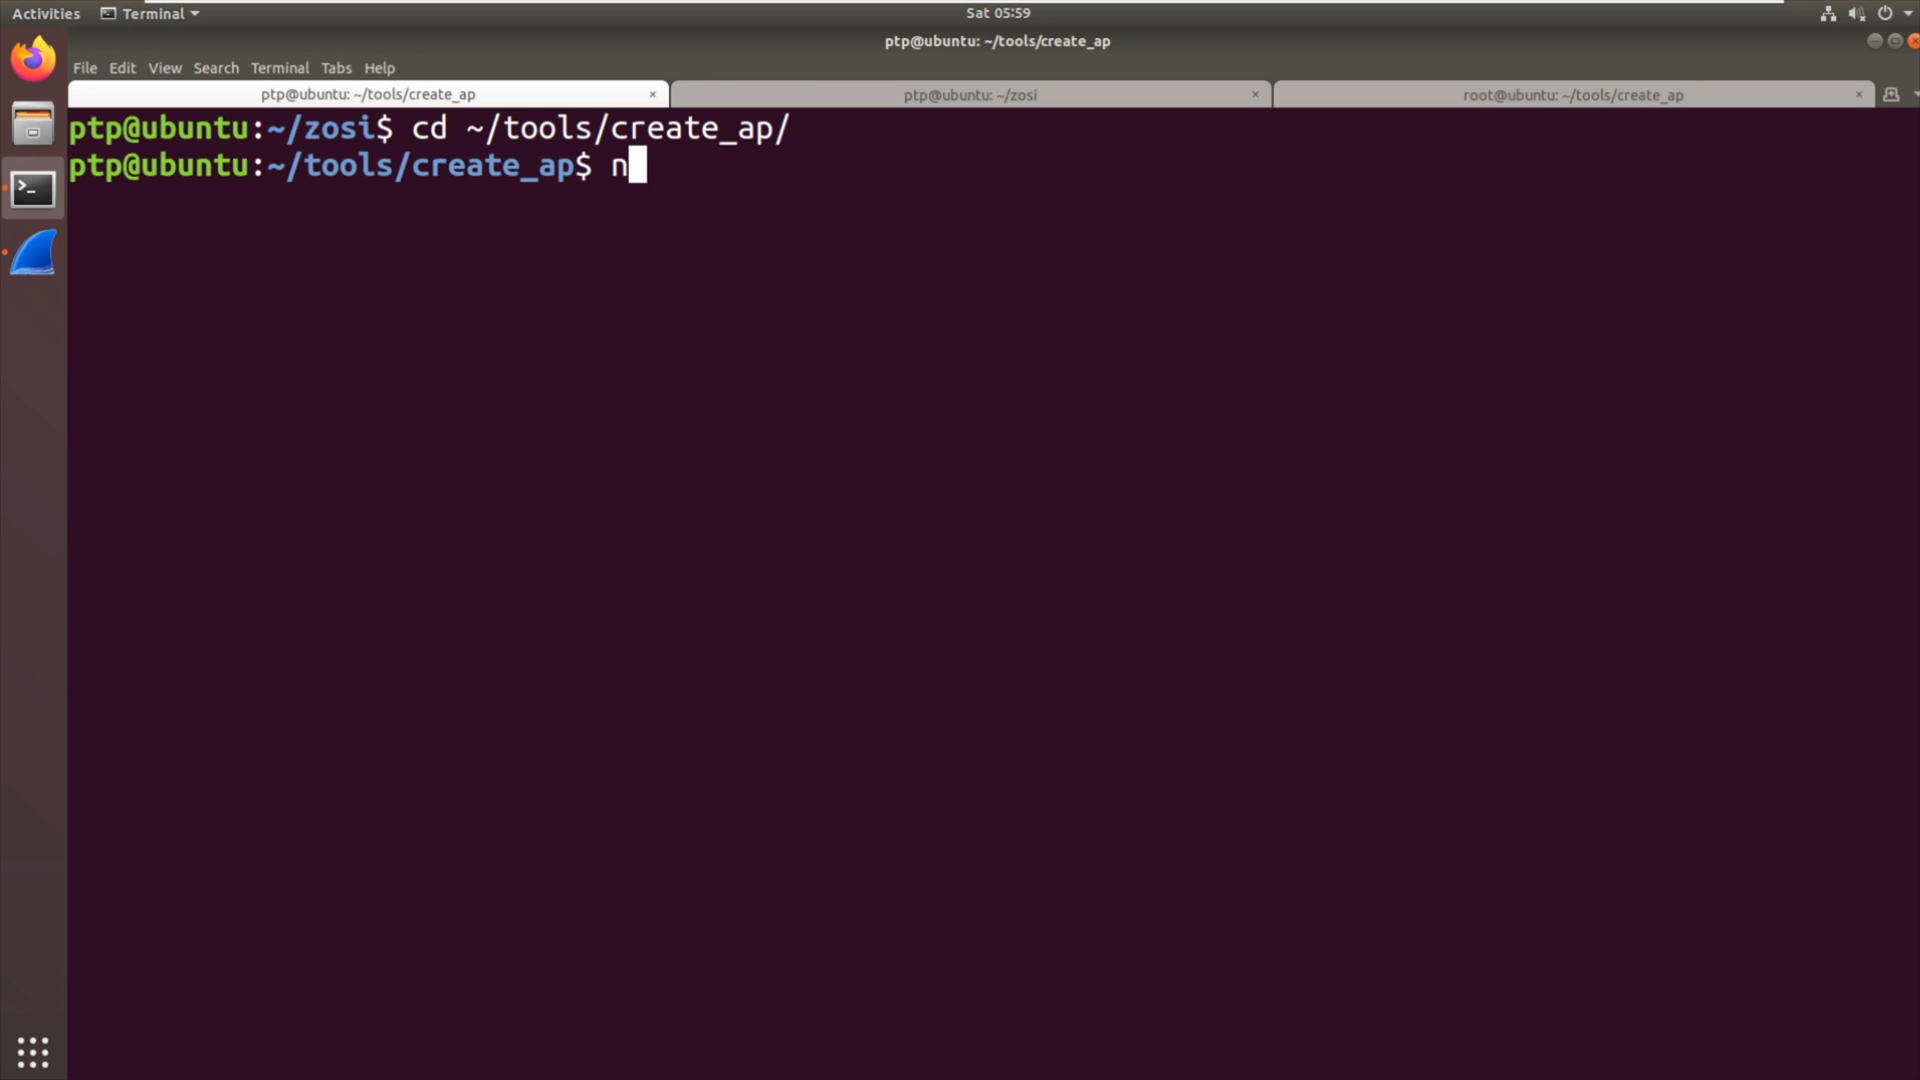 Activities Terminal Sat 05:59
ptp@ubuntu: ~/tools/create_ap
File Edit View Search Terminal Tabs Help
ptp@ubuntu: ~/tools/create_ap × ptp@ubuntu: ~/zosi × root@ubuntu: ~/tools/create_ap ×
ptp@ubuntu:~/zosi$ cd ~/tools/create_ap/
ptp@ubuntu:~/tools/create_ap$ n